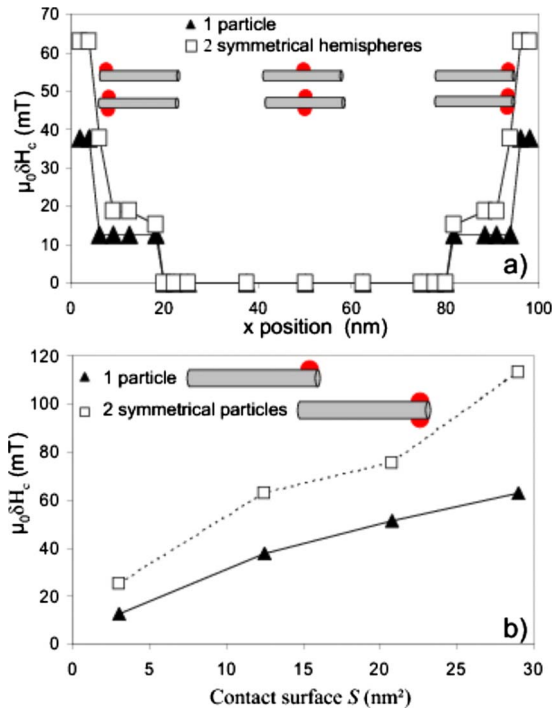 a)
70
60
50
40
30
20
10
0
μ₀δH_c (mT)
1 particle
2 symmetrical hemispheres
0 20 40 60 80 100
x position (nm)
b)
120
100
80
60
40
20
0
μ₀δH_c (mT)
1 particle
2 symmetrical particles
0 5 10 15 20 25 30
Contact surface S (nm²)